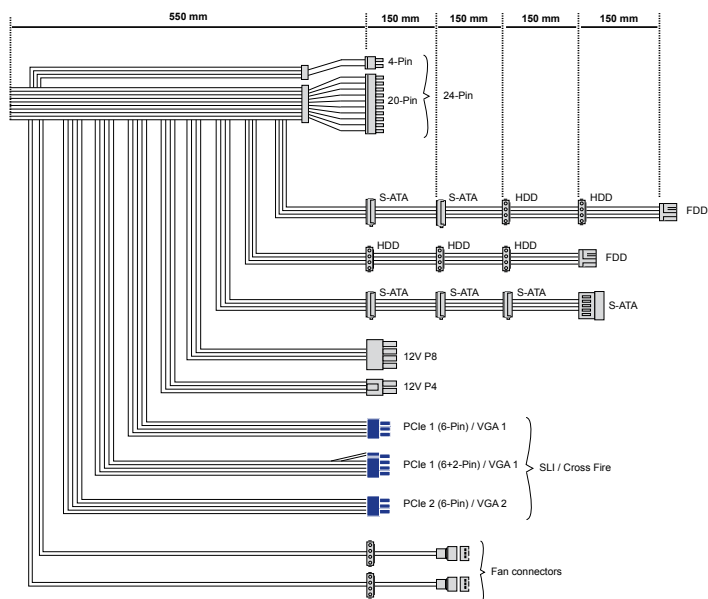 550 mm 150 mm 150 mm 150 mm 150 mm
4-Pin
20-Pin
24-Pin
S-ATA S-ATA HDD HDD
FDD
HDD HDD HDD
FDD
S-ATA S-ATA S-ATA
S-ATA
12V P8
12V P4
PCIe 1 (6-Pin) / VGA 1
PCIe 1 (6+2-Pin) / VGA 1
SLI / Cross Fire
PCIe 2 (6-Pin) / VGA 2
Fan connectors